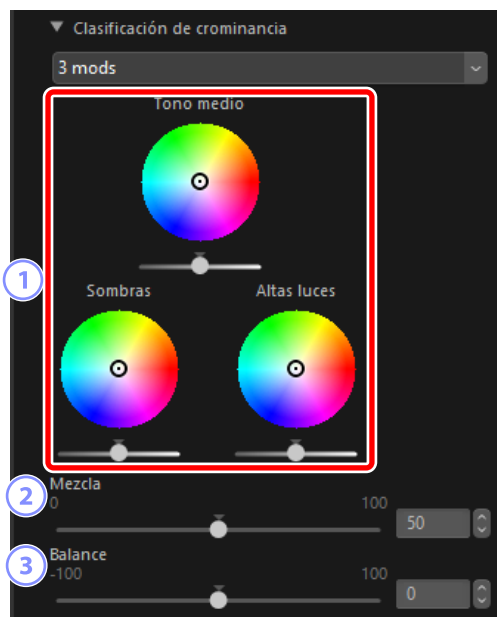 Clasificación de crominancia
3 mods
Tono medio
1
Sombras Altas luces
Mezcla
2
0 100
50
Balance
3
-100 100
0